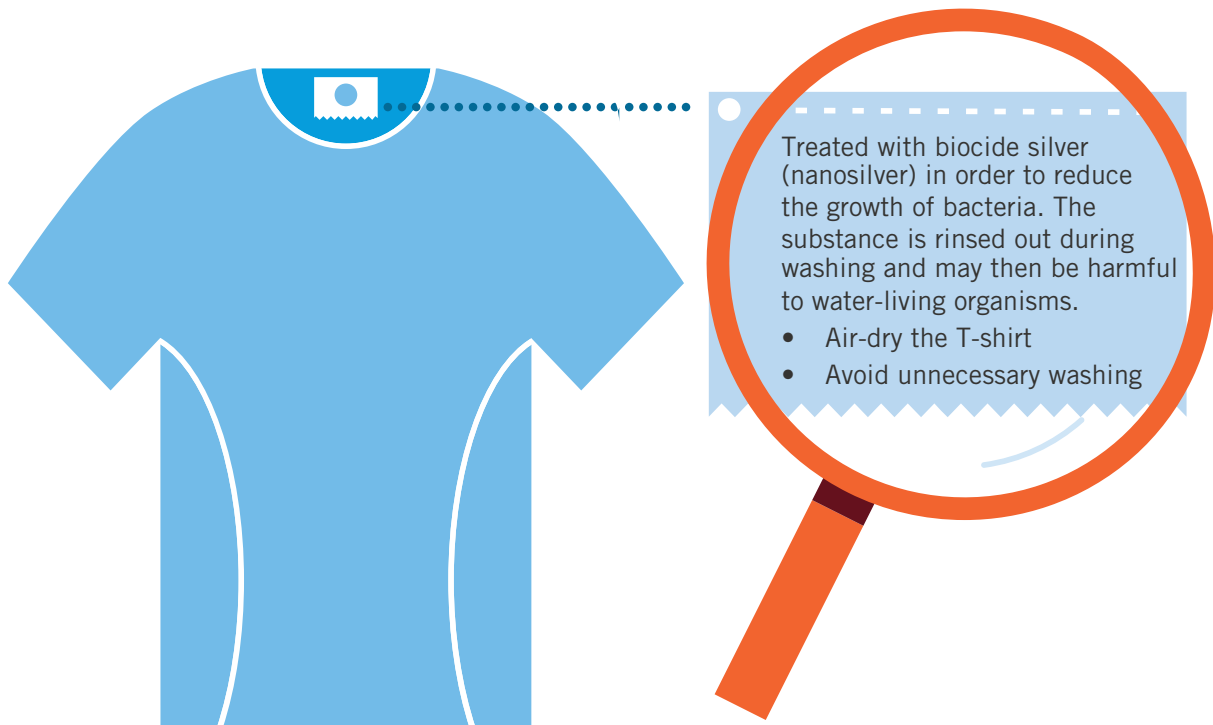 Treated with biocide silver
(nanosilver) in order to reduce
the growth of bacteria. The
substance is rinsed out during
washing and may then be harmful
to water-living organisms.
• Air-dry the T-shirt
• Avoid unnecessary washing